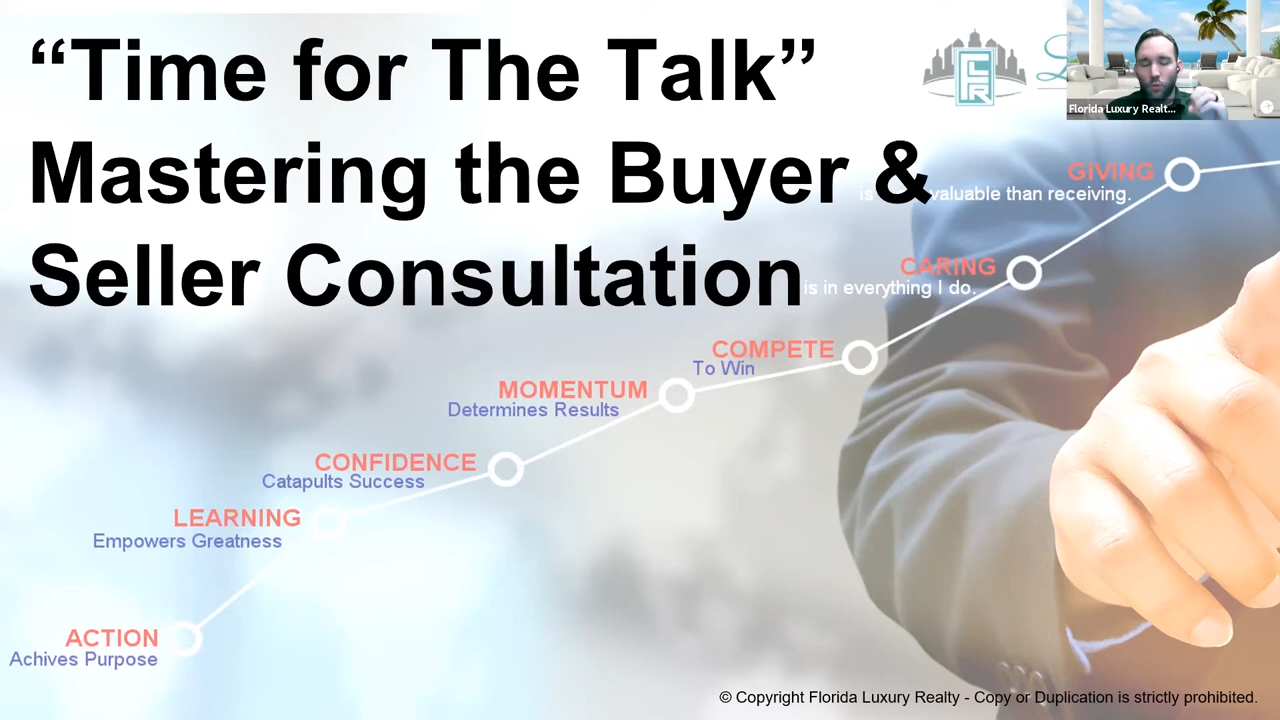 “Time for The Talk”
Mastering the Buyer &
Seller Consultation
FLR
Florida Luxury Realt...
GIVING
is valuable than receiving.
CARING
is in everything I do.
COMPETE
To Win
MOMENTUM
Determines Results
CONFIDENCE
Catapults Success
LEARNING
Empowers Greatness
ACTION
Achives Purpose
© Copyright Florida Luxury Realty - Copy or Duplication is strictly prohibited.